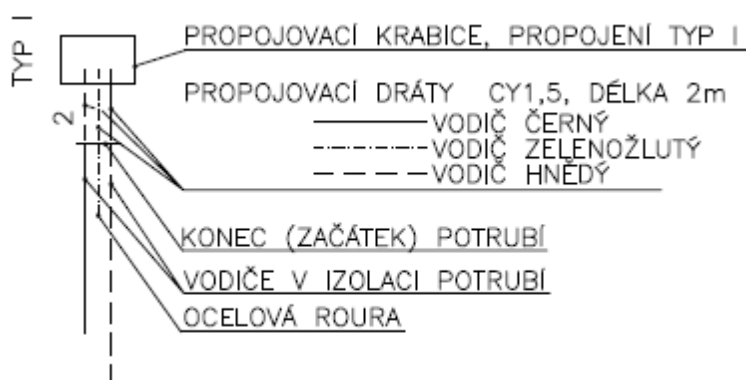 TYP I
PROPOJOVACÍ KRABICE, PROPOJENÍ TYP I
PROPOJOVACÍ DRÁTY CY1,5, DÉLKA 2m
2
VODIČ ČERNÝ
VODIČ ZELENOŽLUTÝ
VODIČ HNĚDÝ
KONEC (ZAČÁTEK) POTRUBÍ
VODIČE V IZOLACI POTRUBÍ
OCELOVÁ ROURA